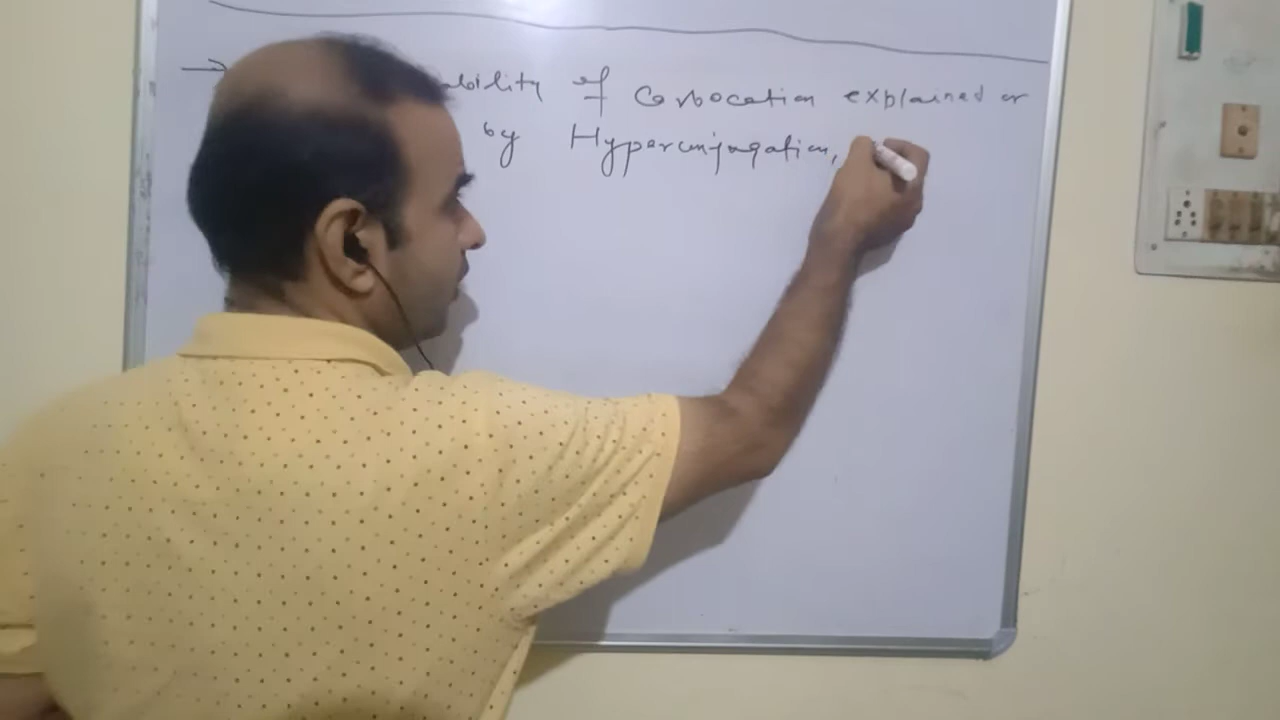 ability of Carbocation explained or
by Hyperconjugation,